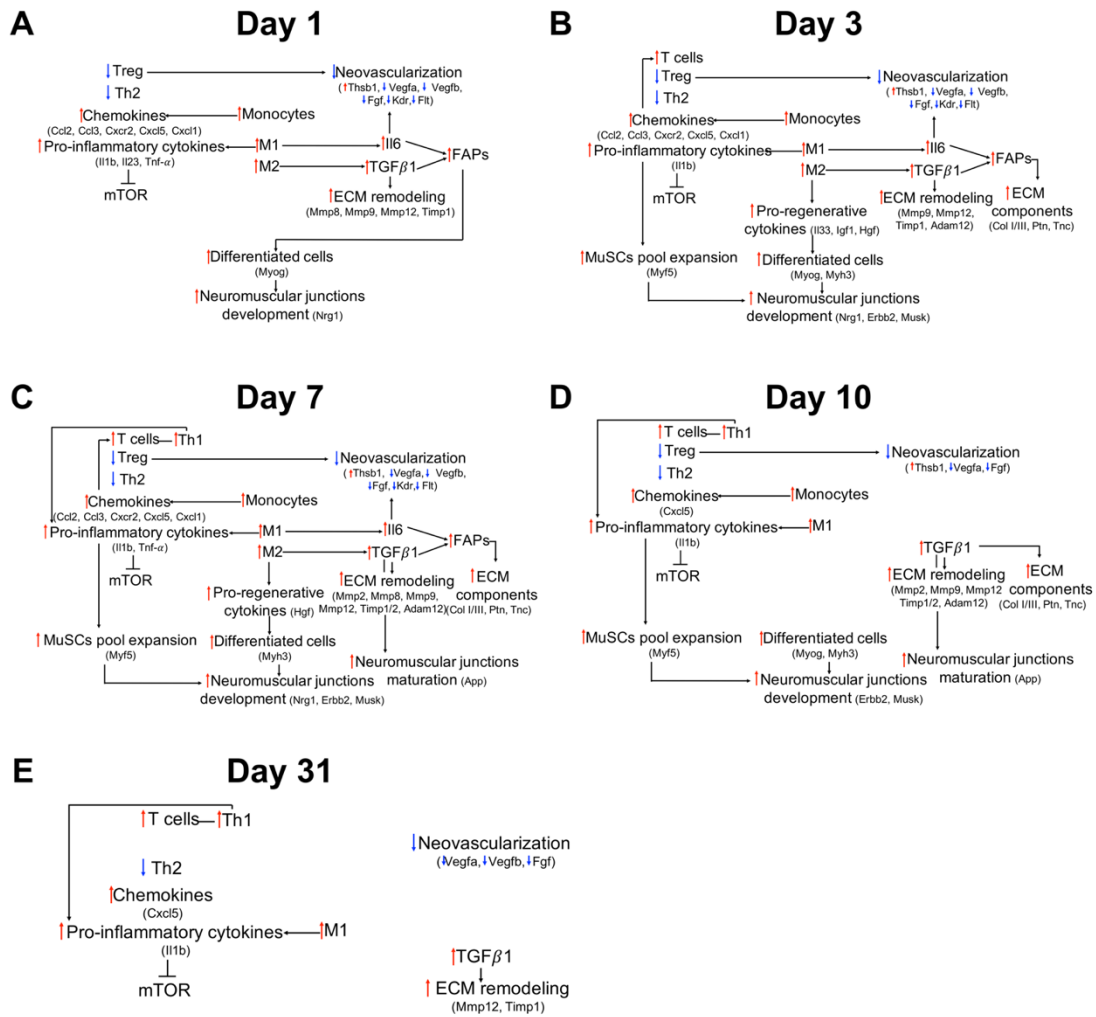 A Day 1
↓Treg
↓Neovascularization
(↑Thsb1, ↓Vegfa, ↓ Vegfb,
↓Fgf, ↓Kdr, ↓Flt)
↓Th2
↑Chemokines
(Ccl2, Ccl3, Cxcr2, Cxcl5, Cxcl1)
↑Monocytes
↑Pro-inflammatory cytokines
(Il1b, Il23, Tnf-α)
mTOR
↑M1
↑Il6
↑M2
↑TGFβ1
↑FAPs
↑ECM remodeling
(Mmp8, Mmp9, Mmp12, Timp1)
↑Differentiated cells
(Myog)
↑Neuromuscular junctions
development (Nrg1)
B Day 3
↑T cells
↓Treg
↓Neovascularization
(↑Thsb1, ↓Vegfa, ↓ Vegfb,
↓Fgf, ↓Kdr, ↓Flt)
↓Th2
↑Chemokines
(Ccl2, Ccl3, Cxcr2, Cxcl5, Cxcl1)
↑Monocytes
↑Pro-inflammatory cytokines
(Il1b)
mTOR
↑M1
↑Il6
↑M2
↑TGFβ1
↑FAPs
↑ECM remodeling
(Mmp9, Mmp12,
Timp1, Adam12)
↑ECM
components
(Col I/III, Ptn, Tnc)
↑Pro-regenerative
cytokines (Il33, Igf1, Hgf)
↑MuSCs pool expansion
(Myf5)
↑Differentiated cells
(Myog, Myh3)
↑ Neuromuscular junctions
development (Nrg1, Erbb2, Musk)
C Day 7
↑T cells
↑Th1
↓Treg
↓Neovascularization
(↑Thsb1, ↓Vegfa, ↓ Vegfb,
↓Fgf, ↓Kdr, ↓ Flt)
↓Th2
↑Chemokines
(Ccl2, Ccl3, Cxcr2, Cxcl5, Cxcl1)
↑Monocytes
↑Pro-inflammatory cytokines
(Il1b, Tnf-α)
mTOR
↑M1
↑Il6
↑M2
↑TGFβ1
↑FAPs
↑ECM remodeling
(Mmp2, Mmp8, Mmp9,
Mmp12, Timp1/2, Adam12)
↑ECM
components
(Col I/III, Ptn, Tnc)
↑Pro-regenerative
cytokines (Hgf)
↑MuSCs pool expansion
(Myf5)
↑Differentiated cells
(Myh3)
↑Neuromuscular junctions
maturation (App)
↑Neuromuscular junctions
development (Nrg1, Erbb2, Musk)
D Day 10
↑T cells
↑Th1
↓Treg
↓Neovascularization
(↑Thsb1, ↓Vegfa, ↓Fgf)
↓Th2
↑Chemokines
(Cxcl5)
↑Monocytes
↑Pro-inflammatory cytokines
(Il1b)
mTOR
↑M1
↑TGFβ1
↑ECM remodeling
(Mmp2, Mmp9, Mmp12
Timp1/2, Adam12)
↑ECM
components
(Col I/III, Ptn, Tnc)
↑MuSCs pool expansion
(Myf5)
↑Differentiated cells
(Myog, Myh3)
↑Neuromuscular junctions
maturation (App)
↑Neuromuscular junctions
development (Erbb2, Musk)
E Day 31
↑T cells
↑Th1
↓Neovascularization
(↓Vegfa, ↓Vegfb, ↓Fgf)
↓ Th2
↑Chemokines
(Cxcl5)
↑Pro-inflammatory cytokines
(Il1b)
mTOR
↑M1
↑TGFβ1
↑ ECM remodeling
(Mmp12, Timp1)